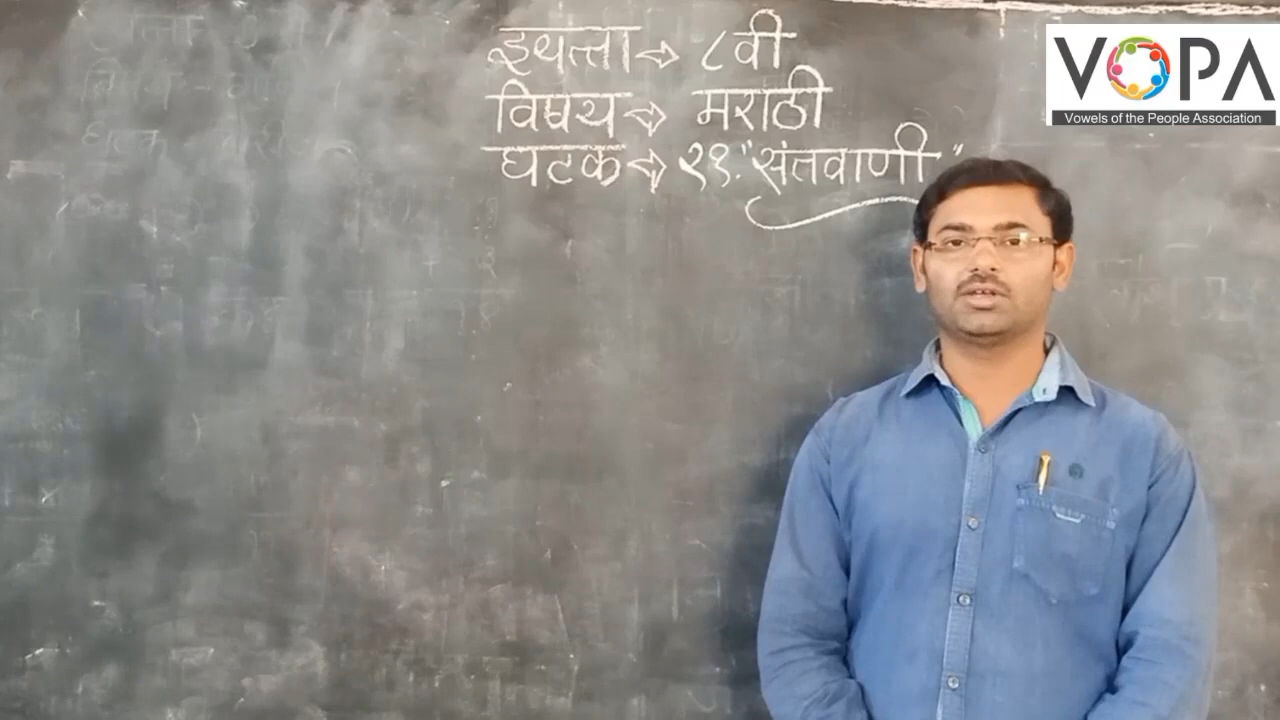 इयत्ता → ८वी
विषय → मराठी
घटक → २१. "संतवाणी"
VOPA
Vowels of the People Association